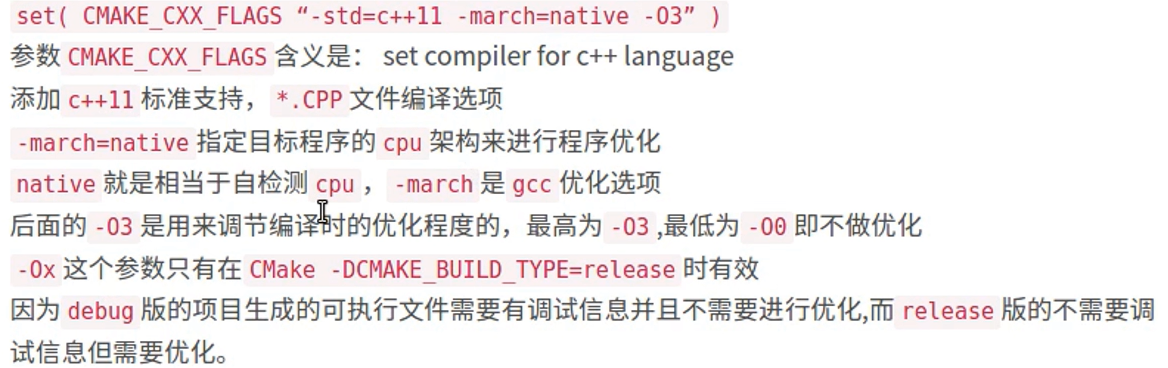 set( CMAKE_CXX_FLAGS “-std=c++11 -march=native -O3” )
参数 CMAKE_CXX_FLAGS 含义是： set compiler for c++ language
添加 c++11 标准支持， *.CPP 文件编译选项
-march=native 指定目标程序的 cpu 架构来进行程序优化
native 就是相当于自检测 cpu ， -march 是 gcc 优化选项
后面的 -O3 是用来调节编译时的优化程度的，最高为 -O3 ,最低为 -O0 即不做优化
-Ox 这个参数只有在 CMake -DCMAKE_BUILD_TYPE=release 时有效
因为 debug 版的项目生成的可执行文件需要有调试信息并且不需要进行优化,而 release 版的不需要调
试信息但需要优化。